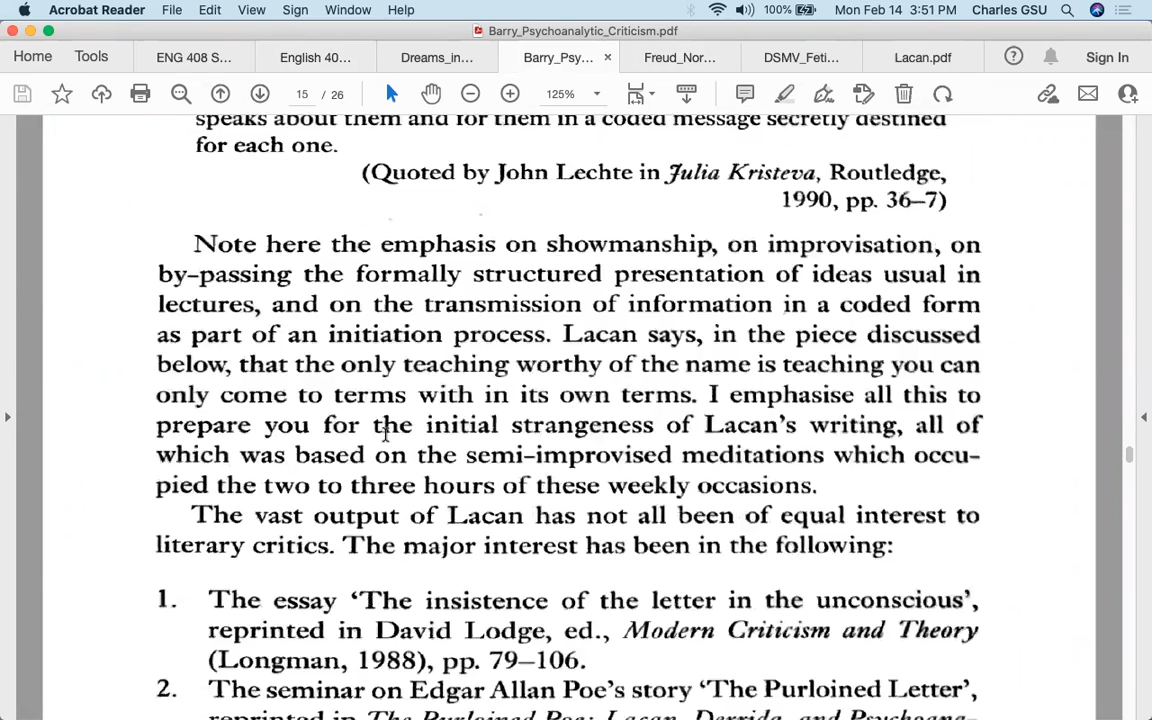 Acrobat Reader File Edit View Sign Window Help 100% Mon Feb 14 3:51 PM Charles GSU
Barry_Psychoanalytic_Criticism.pdf
Home Tools ENG 408 S... English 40... Dreams_in... Barry_Psy... × Freud_Nor... DSMV_Feti... Lacan.pdf ? Sign In
15 / 26 125%
speaks about them and for them in a coded message secretly destined
for each one.
(Quoted by John Lechte in Julia Kristeva, Routledge,
1990, pp. 36–7)
Note here the emphasis on showmanship, on improvisation, on
by-passing the formally structured presentation of ideas usual in
lectures, and on the transmission of information in a coded form
as part of an initiation process. Lacan says, in the piece discussed
below, that the only teaching worthy of the name is teaching you can
only come to terms with in its own terms. I emphasise all this to
prepare you for the initial strangeness of Lacan's writing, all of
which was based on the semi-improvised meditations which occu-
pied the two to three hours of these weekly occasions.
The vast output of Lacan has not all been of equal interest to
literary critics. The major interest has been in the following:
1. The essay ‘The insistence of the letter in the unconscious’,
reprinted in David Lodge, ed., Modern Criticism and Theory
(Longman, 1988), pp. 79–106.
2. The seminar on Edgar Allan Poe's story ‘The Purloined Letter’,
reprinted in The Purloined Poe: Lacan, Derrida, and Psychoana-